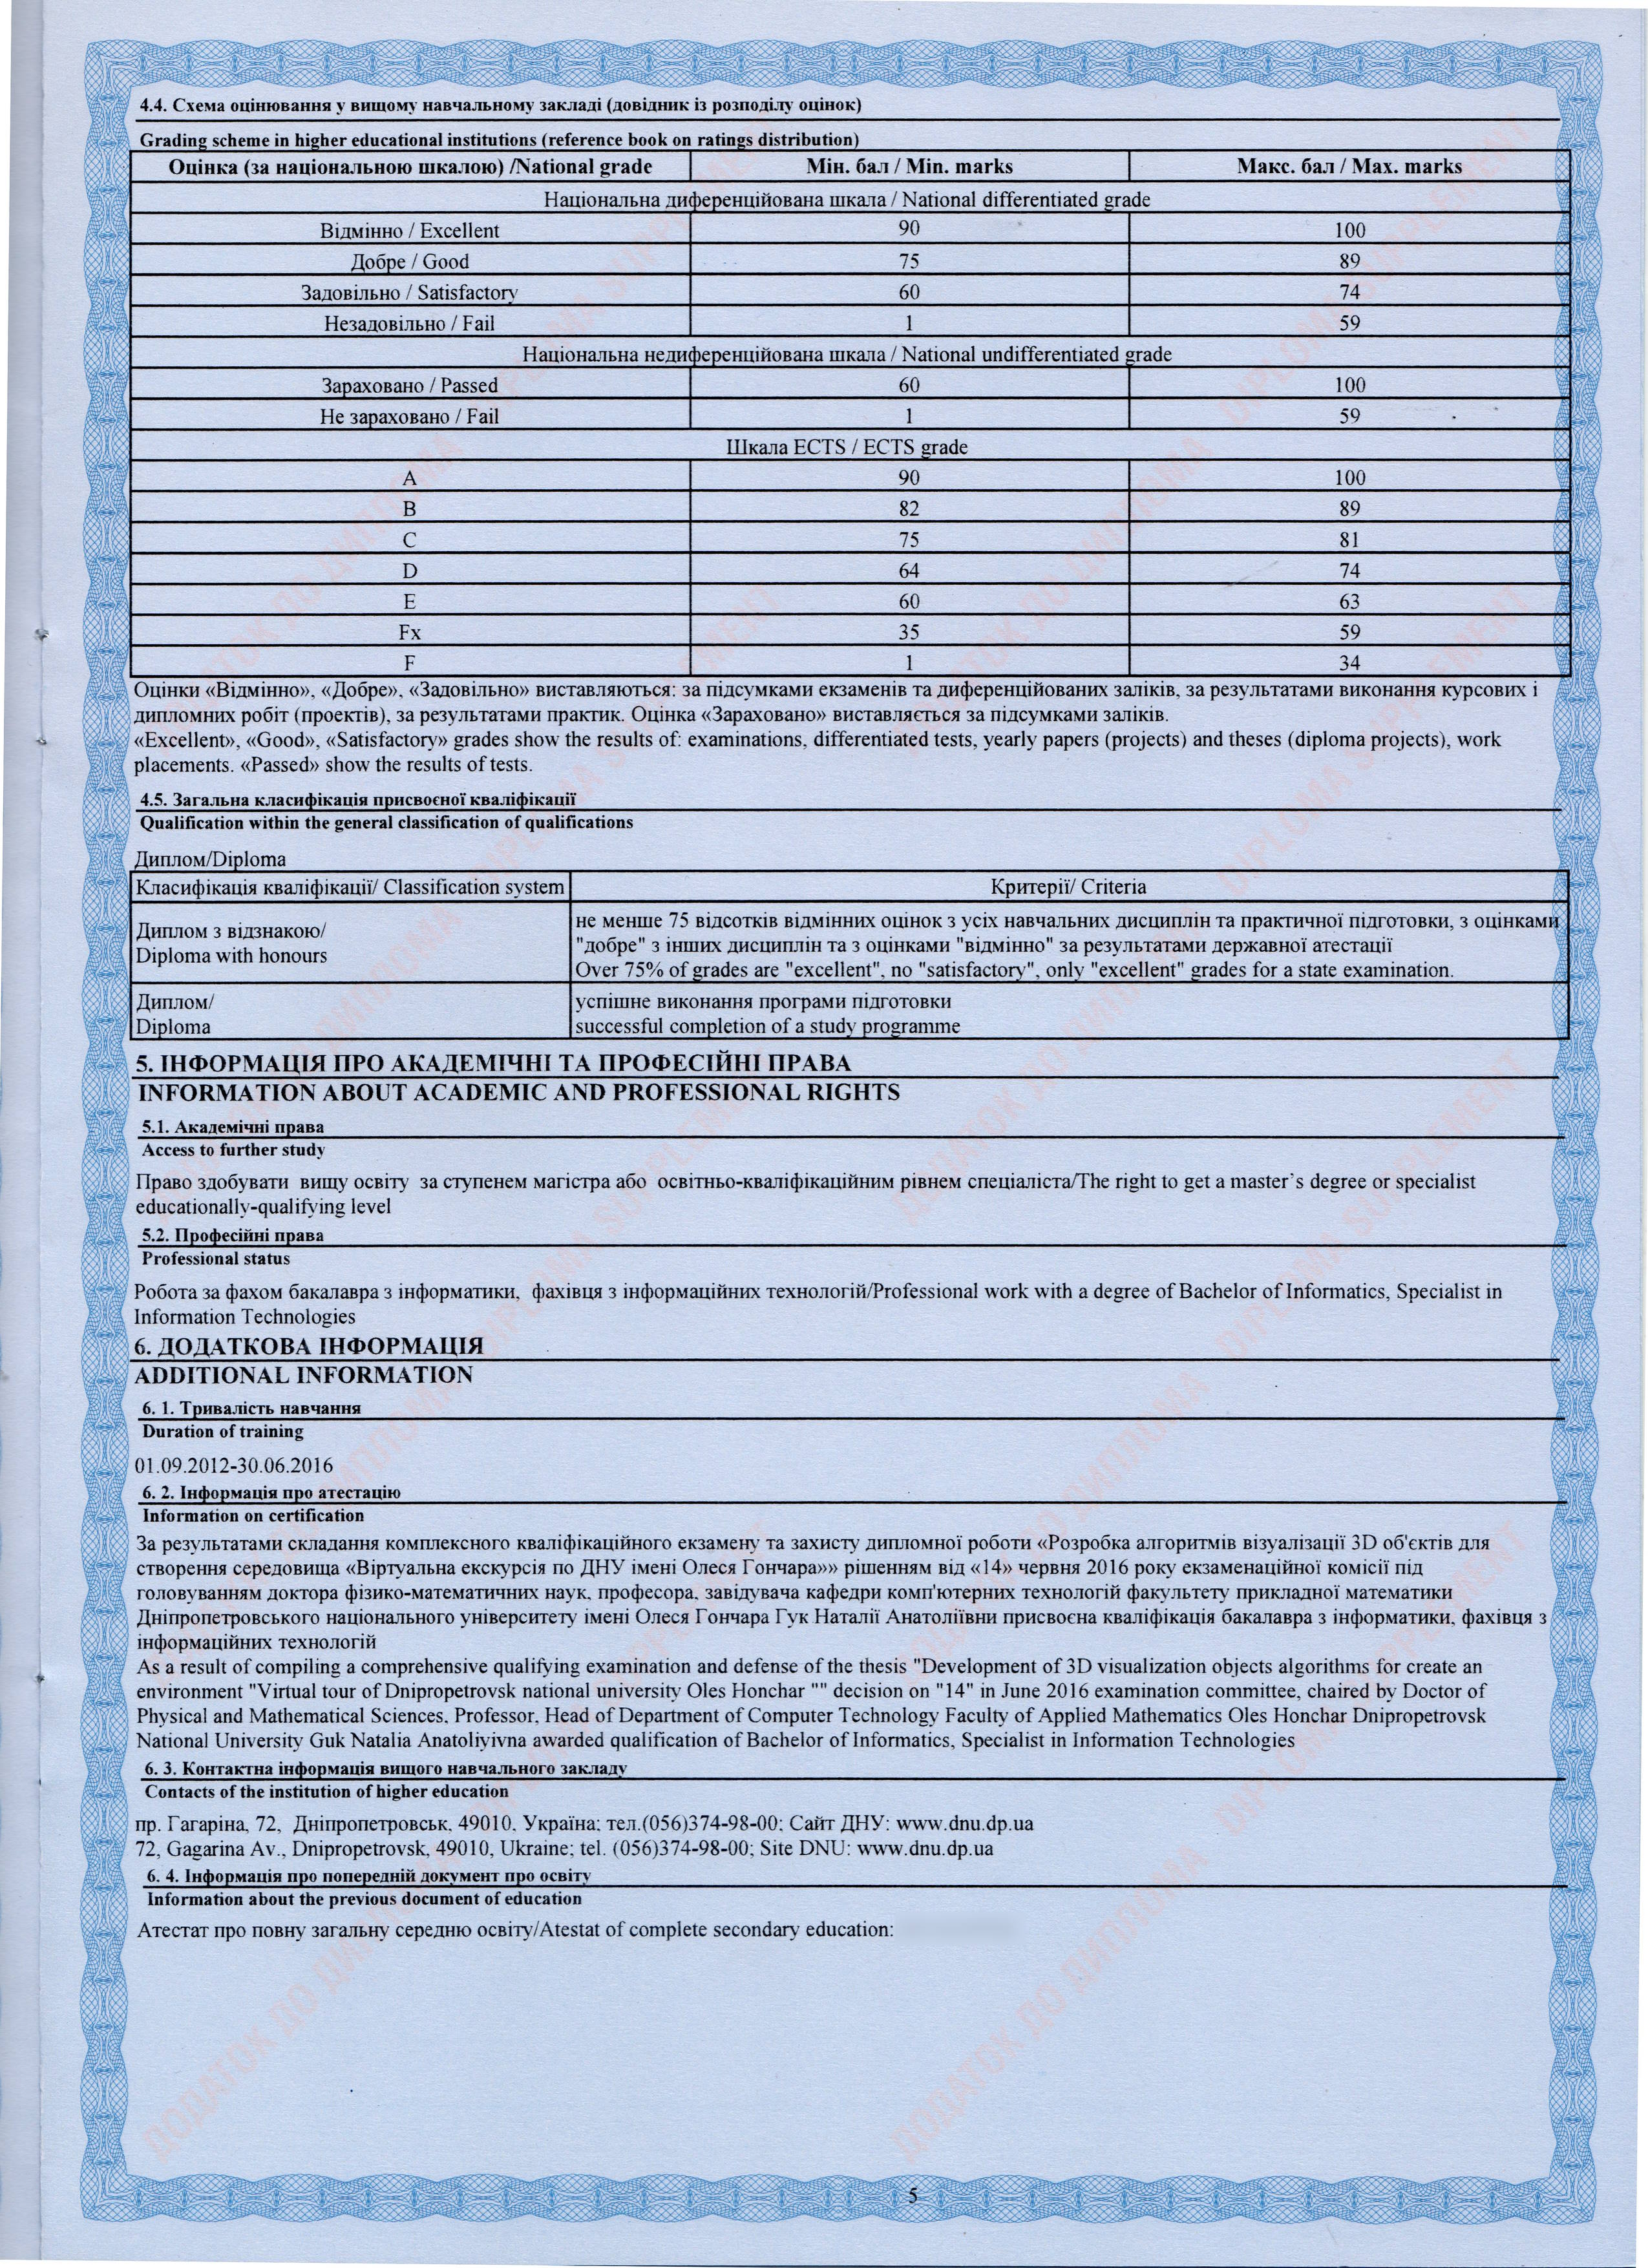 4.4. Схема оцінювання у вищому навчальному закладі (довідник із розподілу оцінок)
Grading scheme in higher educational institutions (reference book on ratings distribution)
Оцінка (за національною шкалою) /National grade Мін. бал / Min. marks Макс. бал / Max. marks
Національна диференційована шкала / National differentiated grade
Відмінно / Excellent 90 100
Добре / Good 75 89
Задовільно / Satisfactory 60 74
Незадовільно / Fail 1 59
Національна недиференційована шкала / National undifferentiated grade
Зараховано / Passed 60 100
Не зараховано / Fail 1 59
Шкала ECTS / ECTS grade
A 90 100
B 82 89
C 75 81
D 64 74
E 60 63
Fx 35 59
F 1 34
Оцінки «Відмінно», «Добре», «Задовільно» виставляються: за підсумками екзаменів та диференційованих заліків, за результатами виконання курсових і
дипломних робіт (проектів), за результатами практик. Оцінка «Зараховано» виставляється за підсумками заліків.
«Excellent», «Good», «Satisfactory» grades show the results of: examinations, differentiated tests, yearly papers (projects) and theses (diploma projects), work
placements. «Passed» show the results of tests.
4.5. Загальна класифікація присвоєної кваліфікації
Qualification within the general classification of qualifications
Диплом/Diploma
Класифікація кваліфікації/ Classification system Критерії/ Criteria
Диплом з відзнакою/
Diploma with honours
не менше 75 відсотків відмінних оцінок з усіх навчальних дисциплін та практичної підготовки, з оцінками
"добре" з інших дисциплін та з оцінками "відмінно" за результатами державної атестації
Over 75% of grades are "excellent", no "satisfactory", only "excellent" grades for a state examination.
Диплом/
Diploma
успішне виконання програми підготовки
successful completion of a study programme
5. ІНФОРМАЦІЯ ПРО АКАДЕМІЧНІ ТА ПРОФЕСІЙНІ ПРАВА
INFORMATION ABOUT ACADEMIC AND PROFESSIONAL RIGHTS
5.1. Академічні права
Access to further study
Право здобувати вищу освіту за ступенем магістра або освітньо-кваліфікаційним рівнем спеціаліста/The right to get a master's degree or specialist
educationally-qualifying level
5.2. Професійні права
Professional status
Робота за фахом бакалавра з інформатики, фахівця з інформаційних технологій/Professional work with a degree of Bachelor of Informatics, Specialist in
Information Technologies
6. ДОДАТКОВА ІНФОРМАЦІЯ
ADDITIONAL INFORMATION
6. 1. Тривалість навчання
Duration of training
01.09.2012-30.06.2016
6. 2. Інформація про атестацію
Information on certification
За результатами складання комплексного кваліфікаційного екзамену та захисту дипломної роботи «Розробка алгоритмів візуалізації 3D об'єктів для
створення середовища «Віртуальна екскурсія по ДНУ імені Олеся Гончара»» рішенням від «14» червня 2016 року екзаменаційної комісії під
головуванням доктора фізико-математичних наук, професора, завідувача кафедри комп'ютерних технологій факультету прикладної математики
Дніпропетровського національного університету імені Олеся Гончара Гук Наталії Анатоліївни присвоєна кваліфікація бакалавра з інформатики, фахівця з
інформаційних технологій
As a result of compiling a comprehensive qualifying examination and defense of the thesis "Development of 3D visualization objects algorithms for create an
environment "Virtual tour of Dnipropetrovsk national university Oles Honchar "" decision on "14" in June 2016 examination committee, chaired by Doctor of
Physical and Mathematical Sciences, Professor, Head of Department of Computer Technology Faculty of Applied Mathematics Oles Honchar Dnipropetrovsk
National University Guk Natalia Anatoliyivna awarded qualification of Bachelor of Informatics, Specialist in Information Technologies
6. 3. Контактна інформація вищого навчального закладу
Contacts of the institution of higher education
пр. Гагаріна, 72, Дніпропетровськ, 49010, Україна; тел.(056)374-98-00; Сайт ДНУ: www.dnu.dp.ua
72, Gagarina Av., Dnipropetrovsk, 49010, Ukraine; tel. (056)374-98-00; Site DNU: www.dnu.dp.ua
6. 4. Інформація про попередній документ про освіту
Information about the previous document of education
Атестат про повну загальну середню освіту/Atestat of complete secondary education:
5